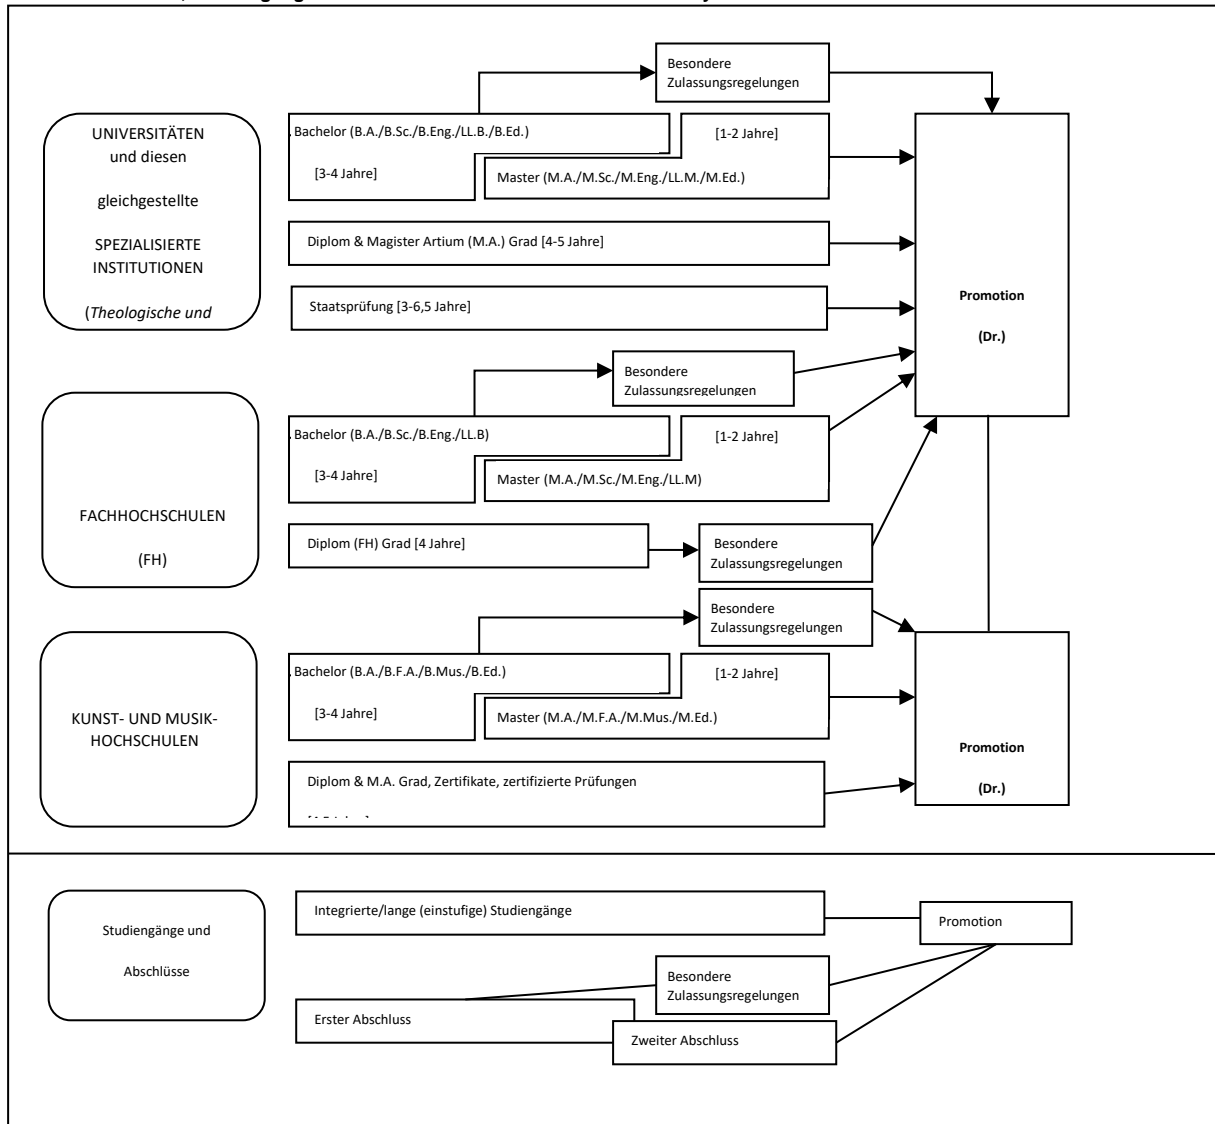 Besondere
Zulassungsregelungen
UNIVERSITÄTEN
und diesen
gleichgestellte
SPEZIALISIERTE
INSTITUTIONEN
(Theologische und
Bachelor (B.A./B.Sc./B.Eng./LL.B./B.Ed.)
[3-4 Jahre]
[1-2 Jahre]
Master (M.A./M.Sc./M.Eng./LL.M./M.Ed.)
Diplom & Magister Artium (M.A.) Grad [4-5 Jahre]
Staatsprüfung [3-6,5 Jahre]
Promotion
(Dr.)
Besondere
Zulassungsregelungen
FACHHOCHSCHULEN
(FH)
Bachelor (B.A./B.Sc./B.Eng./LL.B)
[3-4 Jahre]
[1-2 Jahre]
Master (M.A./M.Sc./M.Eng./LL.M)
Diplom (FH) Grad [4 Jahre]
Besondere
Zulassungsregelungen
Besondere
Zulassungsregelungen
KUNST- UND MUSIK-
HOCHSCHULEN
Bachelor (B.A./B.F.A./B.Mus./B.Ed.)
[3-4 Jahre]
[1-2 Jahre]
Master (M.A./M.F.A./M.Mus./M.Ed.)
Diplom & M.A. Grad, Zertifikate, zertifizierte Prüfungen
Promotion
(Dr.)
Studiengänge und
Abschlüsse
Integrierte/lange (einstufige) Studiengänge
Promotion
Besondere
Zulassungsregelungen
Erster Abschluss
Zweiter Abschluss